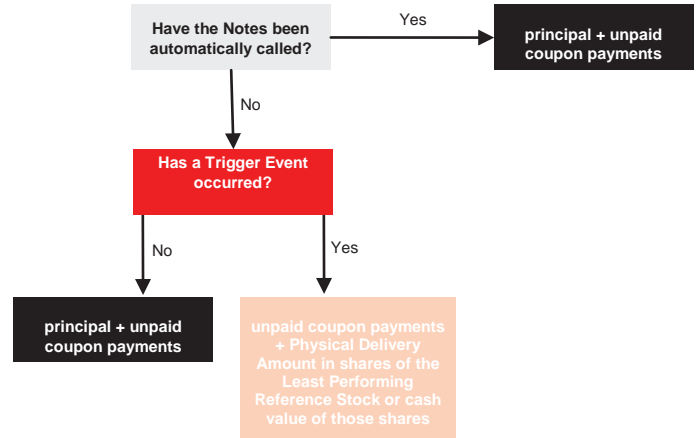 Have the Notes been
automatically called?
Yes
principal + unpaid
coupon payments
No
Has a Trigger Event
occurred?
No
Yes
principal + unpaid
coupon payments
unpaid coupon payments
+ Physical Delivery
Amount in shares of the
Least Performing
Reference Stock or cash
value of those shares